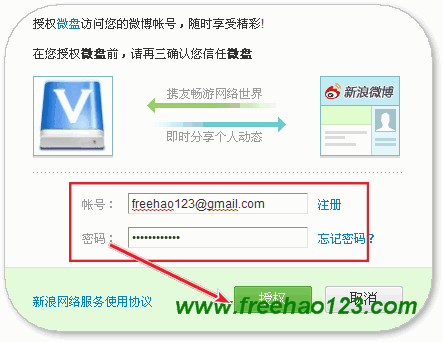 授权微盘访问您的微博帐号，随时享受精彩!
在您授权微盘前，请再三确认您信任微盘
携友畅游网络世界
V
新浪微博
即时分享个人动态
帐号： freehao123@gmail.com 注册
密码： •••••••••••• 忘记密码？
授权 取消
新浪网络服务使用协议
www.freehao123.com